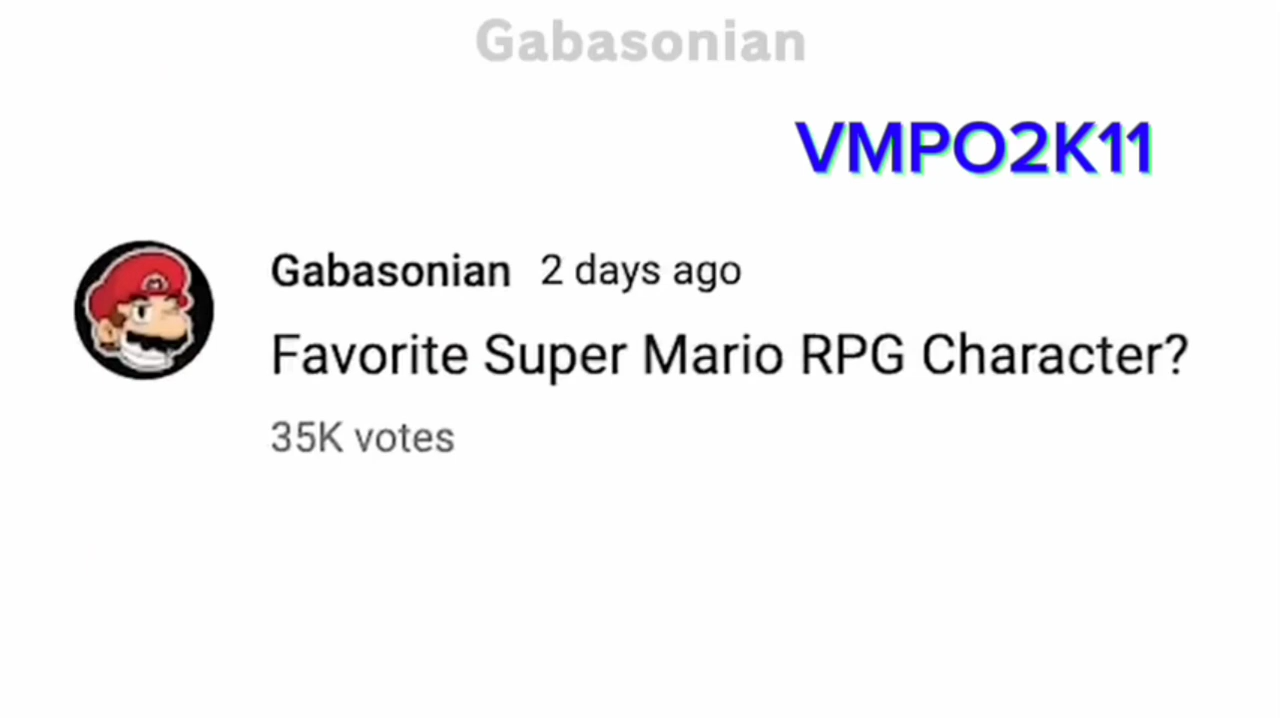 Gabasonian
VMPO2K11
Gabasonian 2 days ago
Favorite Super Mario RPG Character?
35K votes